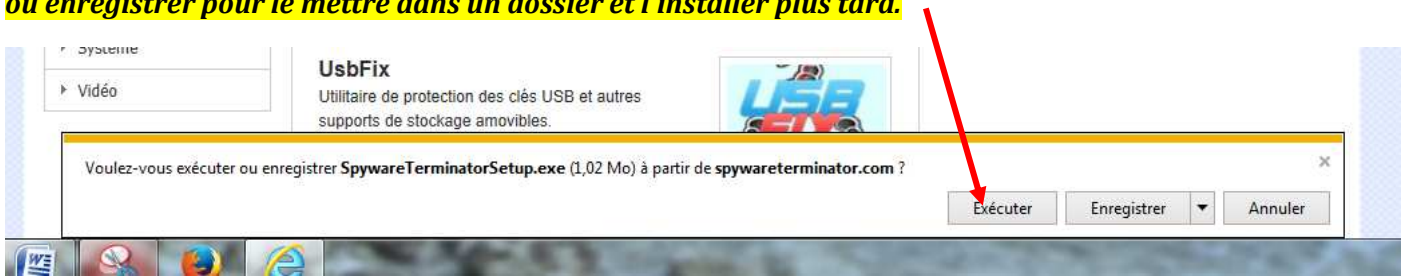 ou enregistrer pour le mettre dans un dossier et l'installer plus tard.
Système
UsbFix
Vidéo
Utilitaire de protection des clés USB et autres
supports de stockage amovibles.
USB
FIX
Voulez-vous exécuter ou enregistrer SpywareTerminatorSetup.exe (1,02 Mo) à partir de spywareterminator.com ?
Exécuter Enregistrer Annuler